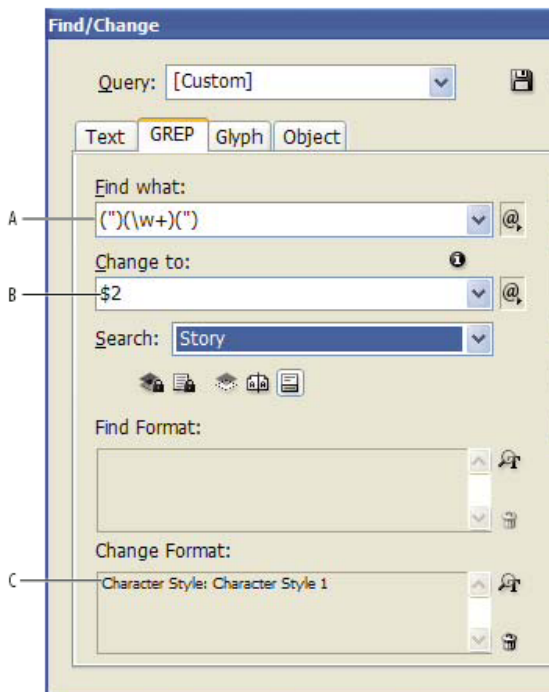 Find/Change
Query: [Custom]
Text GREP Glyph Object
Find what:
A (")(\w+)(") @
Change to:
B $2 @
Search: Story
Find Format:
Change Format:
C Character Style: Character Style 1